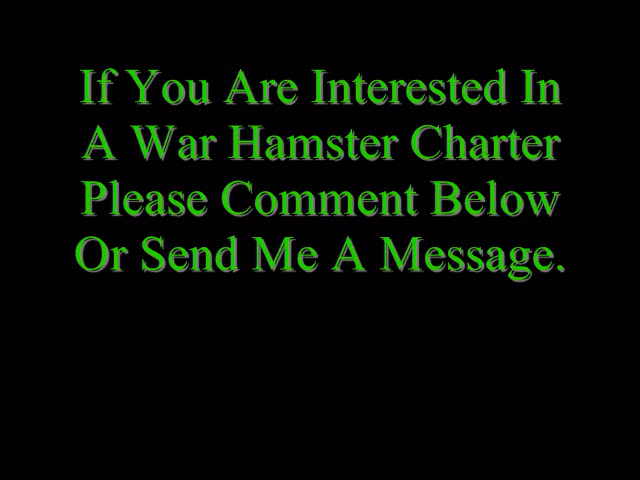 If You Are Interested In
A War Hamster Charter
Please Comment Below
Or Send Me A Message.